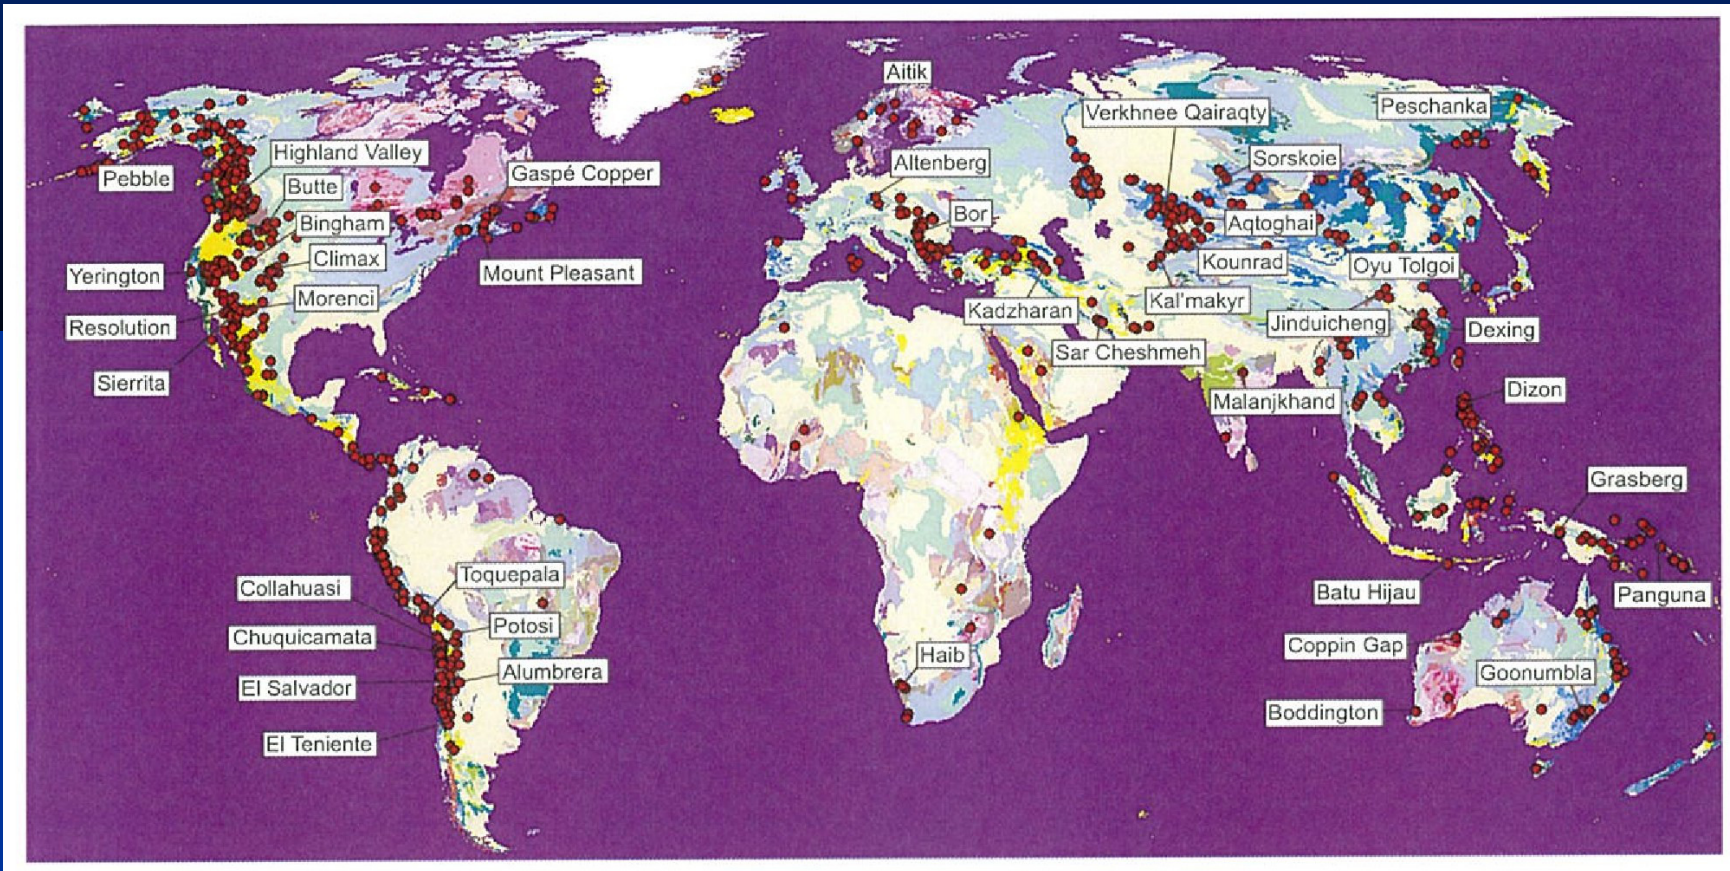 Aitik
Verkhnee Qairaqty
Peschanka
Highland Valley
Gaspé Copper
Altenberg
Sorskoie
Pebble
Butte
Bor
Aqtoghai
Bingham
Climax
Mount Pleasant
Yerington
Kounrad
Oyu Tolgoi
Morenci
Kadzharan
Kal'makyr
Resolution
Jinduicheng
Dexing
Sar Cheshmeh
Sierrita
Malanjkhand
Dizon
Grasberg
Collahuasi
Toquepala
Batu Hijau
Panguna
Chuquicamata
Potosi
Haib
Coppin Gap
El Salvador
Alumbrera
Goonumbla
Boddington
El Teniente